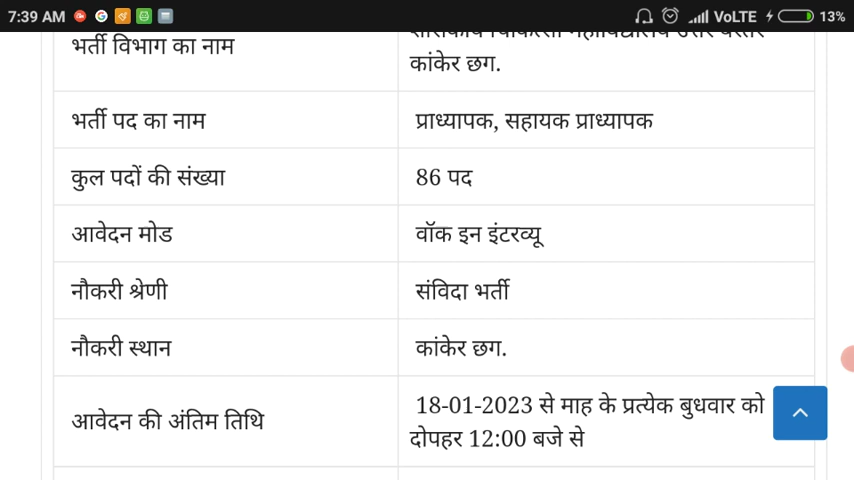 7:39 AM VoLTE 13%
भर्ती विभाग का नाम
कांकेर छग.
भर्ती पद का नाम प्राध्यापक, सहायक प्राध्यापक
कुल पदों की संख्या 86 पद
आवेदन मोड वॉक इन इंटरव्यू
नौकरी श्रेणी संविदा भर्ती
नौकरी स्थान कांकेर छग.
आवेदन की अंतिम तिथि 18-01-2023 से माह के प्रत्येक बुधवार को
दोपहर 12:00 बजे से